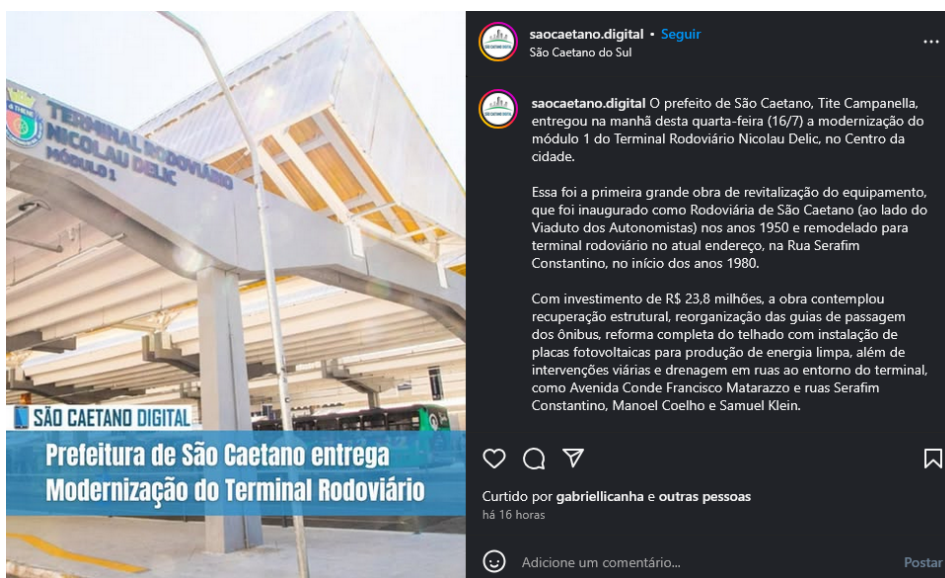 TERMINAL RODOVIÁRIO
NICOLAU DELIC
MÓDULO 1
SÃO CAETANO DIGITAL
Prefeitura de São Caetano entrega
Modernização do Terminal Rodoviário
saocaetano.digital • Seguir
São Caetano do Sul
saocaetano.digital O prefeito de São Caetano, Tite Campanella,
entregou na manhã desta quarta-feira (16/7) a modernização do
módulo 1 do Terminal Rodoviário Nicolau Delic, no Centro da
cidade.
Essa foi a primeira grande obra de revitalização do equipamento,
que foi inaugurado como Rodoviária de São Caetano (ao lado do
Viaduto dos Autonomistas) nos anos 1950 e remodelado para
terminal rodoviário no atual endereço, na Rua Serafim
Constantino, no início dos anos 1980.
Com investimento de R$ 23,8 milhões, a obra contemplou
recuperação estrutural, reorganização das guias de passagem
dos ônibus, reforma completa do telhado com instalação de
placas fotovoltaicas para produção de energia limpa, além de
intervenções viárias e drenagem em ruas ao entorno do terminal,
como Avenida Conde Francisco Matarazzo e ruas Serafim
Constantino, Manoel Coelho e Samuel Klein.
Curtido por gabriellicanha e outras pessoas
há 16 horas
Adicione um comentário...
Postar